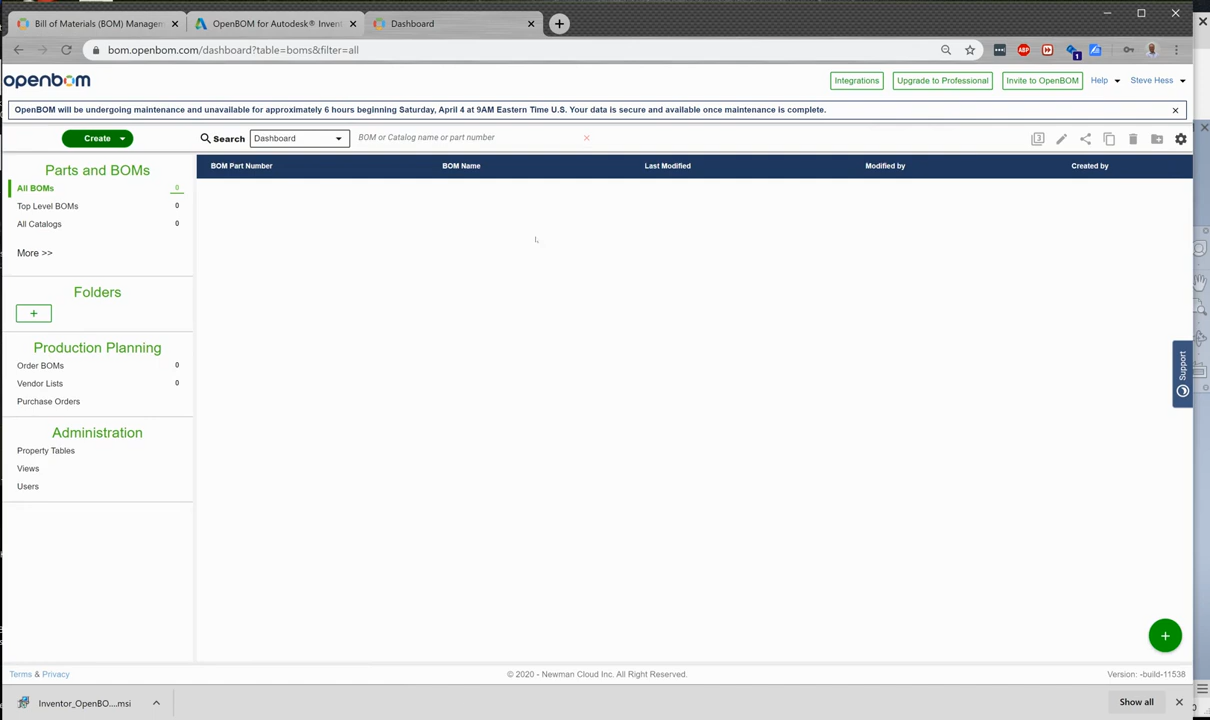 Bill of Materials (BOM) Managem
OpenBOM for Autodesk® Invent
Dashboard
bom.openbom.com/dashboard?table=boms&filter=all
ABP
1
openbom
Integrations
Upgrade to Professional
Invite to OpenBOM
Help
Steve Hess
OpenBOM will be undergoing maintenance and unavailable for approximately 6 hours beginning Saturday, April 4 at 9AM Eastern Time U.S. Your data is secure and available once maintenance is complete.
Create
Search
Dashboard
BOM or Catalog name or part number
3
Parts and BOMs
All BOMs 0
Top Level BOMs 0
All Catalogs 0
More >>
BOM Part Number
BOM Name
Last Modified
Modified by
Created by
Folders
+
Production Planning
Order BOMs 0
Vendor Lists 0
Purchase Orders
Administration
Property Tables
Views
Users
Support
+
Terms & Privacy
© 2020 - Newman Cloud Inc. All Right Reserved.
Version: -build-11538
Inventor_OpenBO....msi
Show all